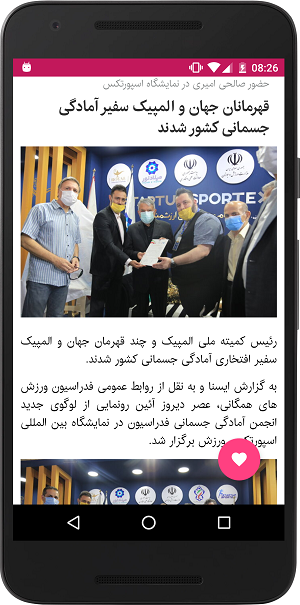 08:26
حضور صالحی امیری در نمایشگاه اسپورتکس
قهرمانان جهان و المپیک سفیر آمادگی
جسمانی کشور شدند
STARTUP SPORTEX
رئیس کمیته ملی المپیک و چند قهرمان جهان و المپیک
سفیر افتخاری آمادگی جسمانی کشور شدند.
به گزارش ایسنا و به نقل از روابط عمومی فدراسیون ورزش
های همگانی، عصر دیروز آئین رونمایی از لوگوی جدید
انجمن آمادگی جسمانی فدراسیون در نمایشگاه بین المللی
ورزش برگزار شد.